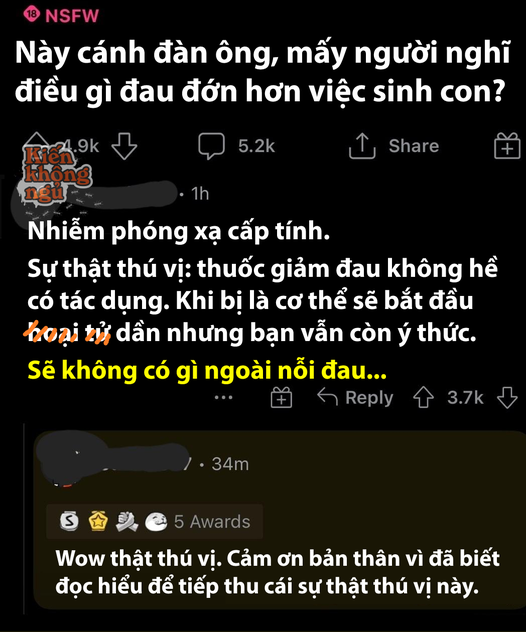 18 NSFW
Này cánh đàn ông, mấy người nghĩ
điều gì đau đớn hơn việc sinh con?
4.9k 5.2k Share
Kiến
không
ngủ
• 1h
Nhiễm phóng xạ cấp tính.
Sự thật thú vị: thuốc giảm đau không hề
có tác dụng. Khi bị là cơ thể sẽ bắt đầu
hoại tử dần nhưng bạn vẫn còn ý thức.
Sẽ không có gì ngoài nỗi đau...
... Reply 3.7k
• 34m
S 5 Awards
Wow thật thú vị. Cảm ơn bản thân vì đã biết
đọc hiểu để tiếp thu cái sự thật thú vị này.